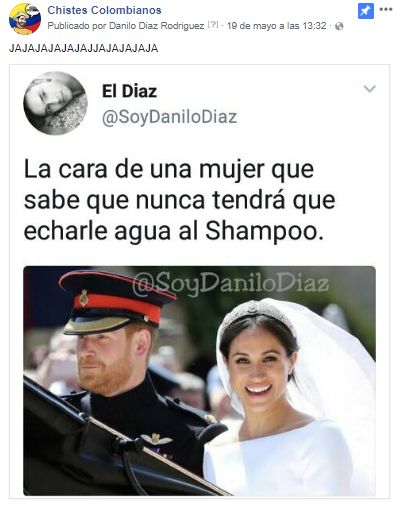 Chistes Colombianos
Publicado por Danilo Diaz Rodriguez [?] · 19 de mayo a las 13:32 ·
JAJAJAJAJAJAJJAJAJAJAJA
El Diaz
@SoyDaniloDiaz
La cara de una mujer que
sabe que nunca tendrá que
echarle agua al Shampoo.
@SoyDaniloDiaz